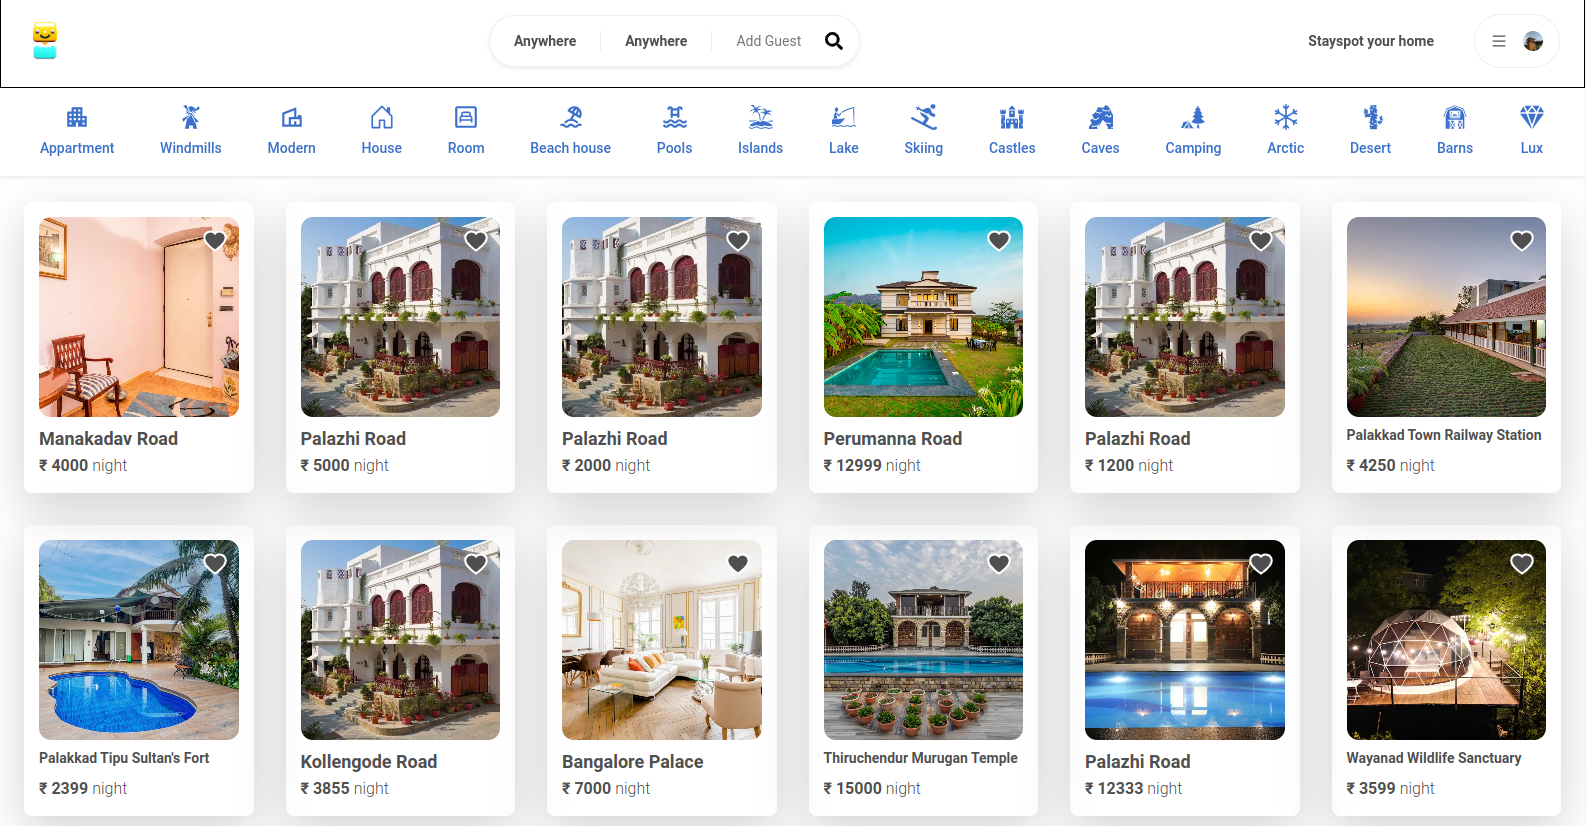 Anywhere
Anywhere
Add Guest
Stayspot your home
Appartment
Windmills
Modern
House
Room
Beach house
Pools
Islands
Lake
Skiing
Castles
Caves
Camping
Arctic
Desert
Barns
Lux
Manakadav Road
₹ 4000 night
Palazhi Road
₹ 5000 night
Palazhi Road
₹ 2000 night
Perumanna Road
₹ 12999 night
Palazhi Road
₹ 1200 night
Palakkad Town Railway Station
₹ 4250 night
Palakkad Tipu Sultan's Fort
₹ 2399 night
Kollengode Road
₹ 3855 night
Bangalore Palace
₹ 7000 night
Thiruchendur Murugan Temple
₹ 15000 night
Palazhi Road
₹ 12333 night
Wayanad Wildlife Sanctuary
₹ 3599 night